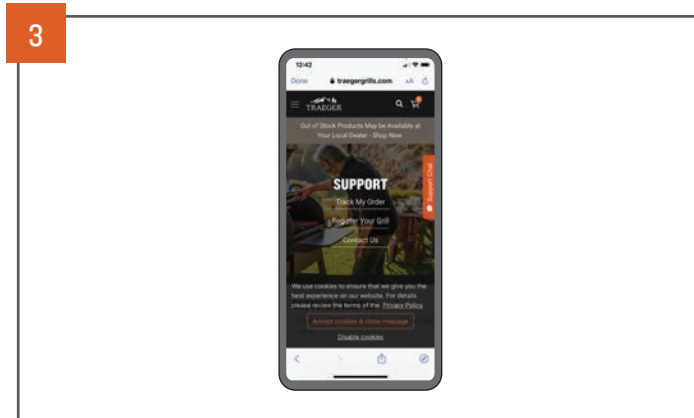 3
12:42
Done traegergrills.com AA
TRAEGER
Out of Stock Products May be Available at
Your Local Dealer - Shop Now
Support Chat
SUPPORT
Track My Order
Register Your Grill
Contact Us
We use cookies to ensure that we give you the
best experience on our website. For details
please review the terms of the Privacy Policy
Accept cookies & close message
Disable cookies